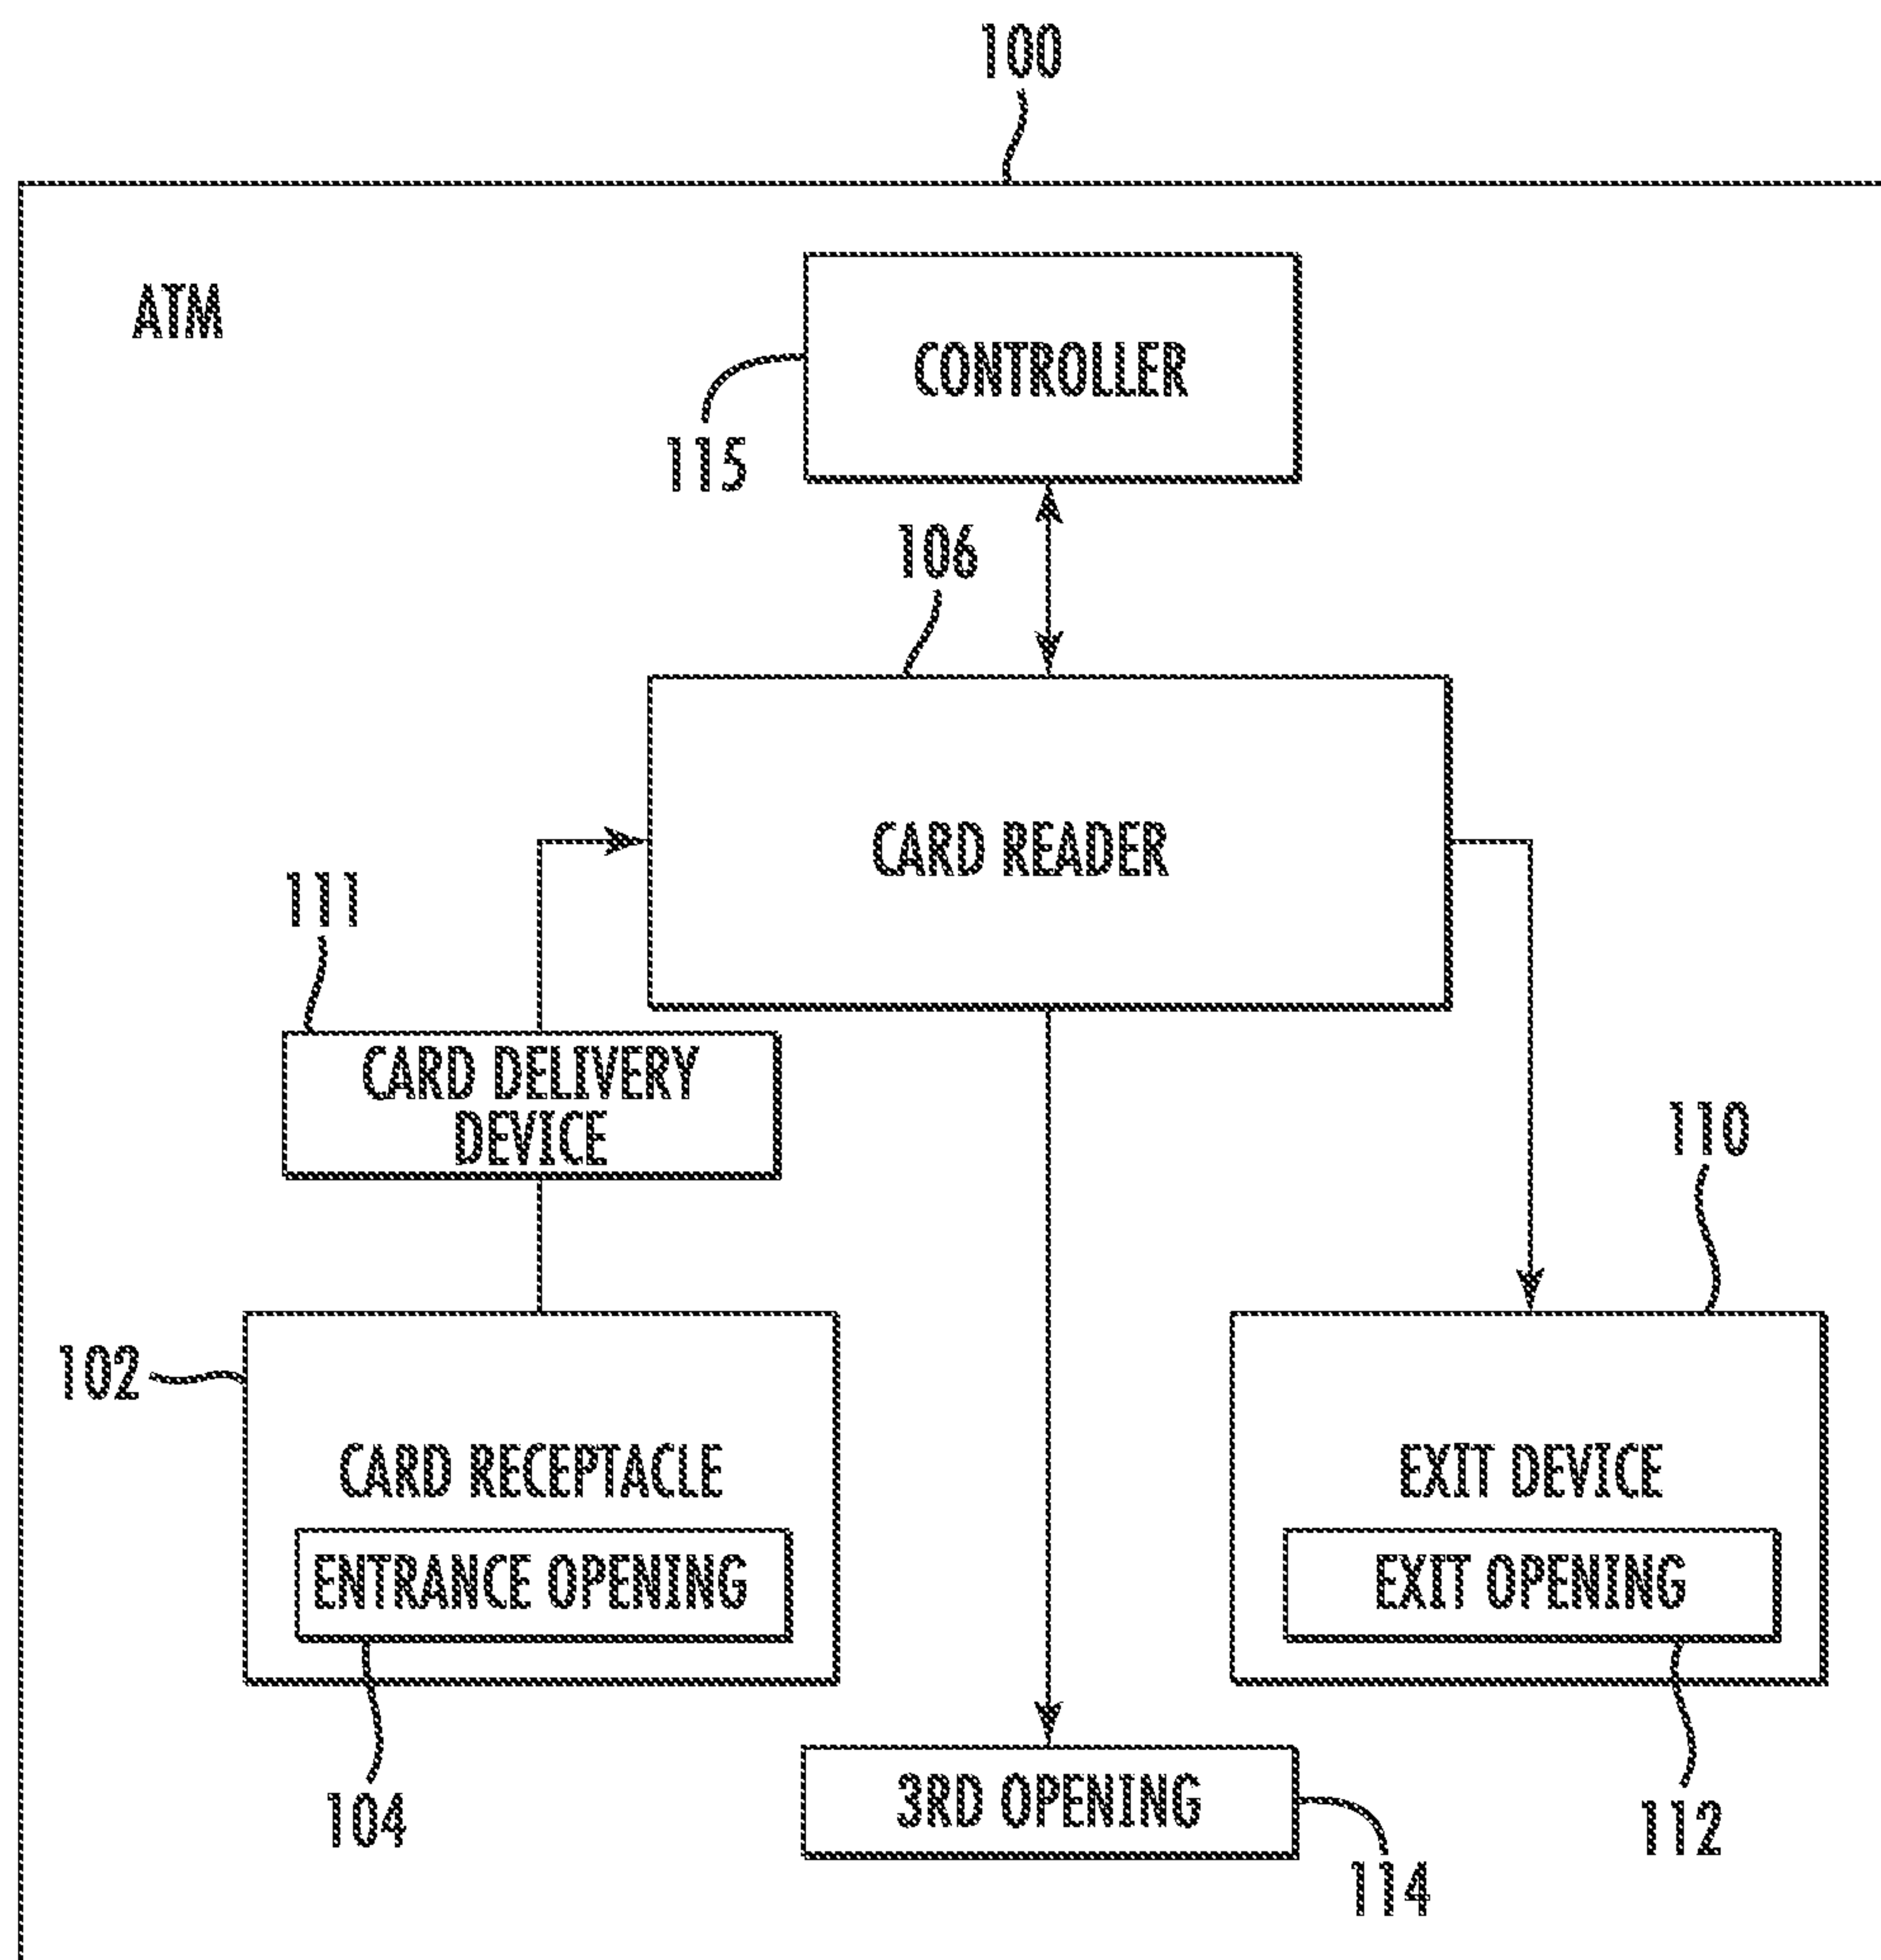 100
ATM
CONTROLLER
115
106
CARD READER
111
CARD DELIVERY
DEVICE
110
102
CARD RECEPTACLE
EXIT DEVICE
ENTRANCE OPENING
EXIT OPENING
104
3RD OPENING
112
114